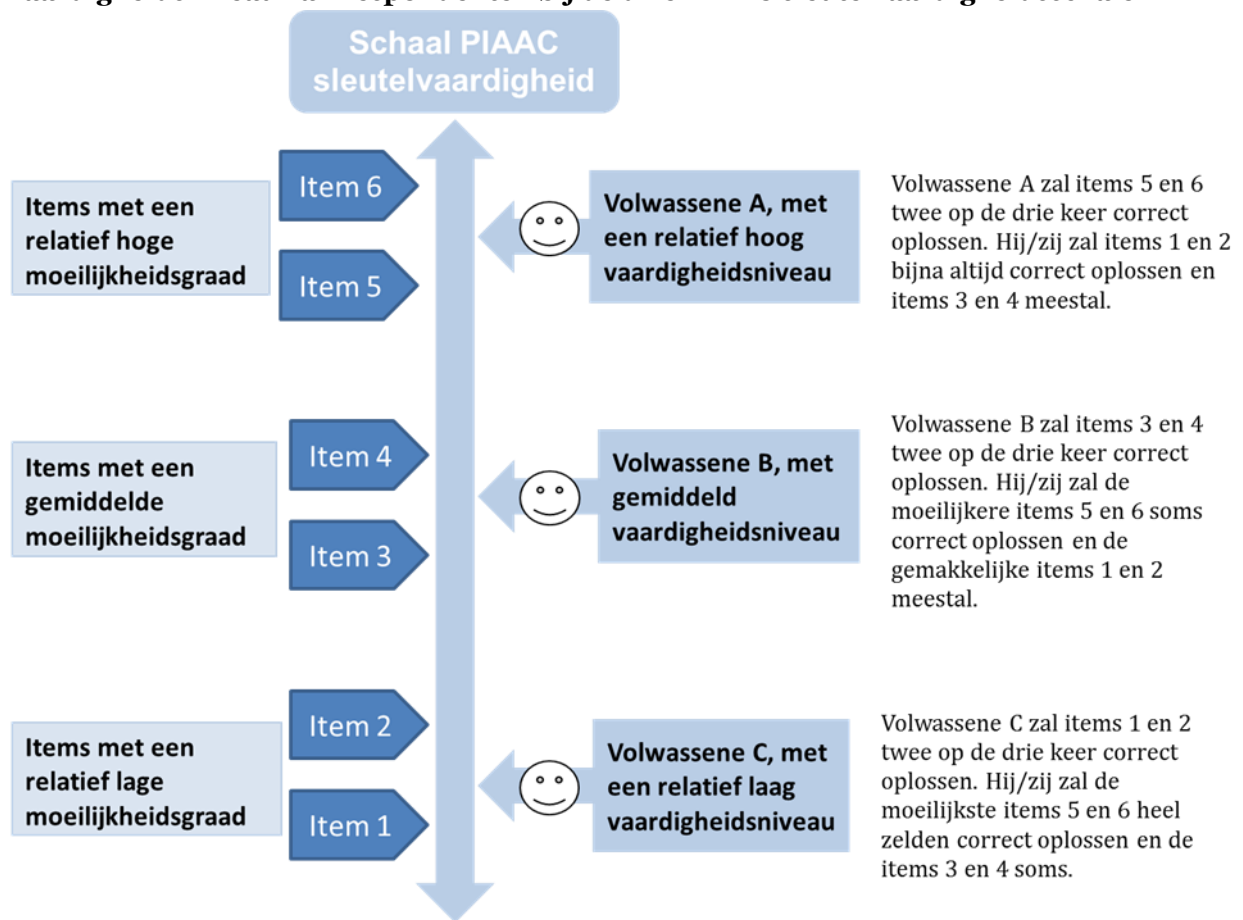 Schaal PIAAC
sleutelvaardigheid
Item 6
Items met een
relatief hoge
moeilijkheidsgraad
Item 5
Volwassene A, met
een relatief hoog
vaardigheidsniveau
Volwassene A zal items 5 en 6
twee op de drie keer correct
oplossen. Hij/zij zal items 1 en 2
bijna altijd correct oplossen en
items 3 en 4 meestal.
Item 4
Items met een
gemiddelde
moeilijkheidsgraad
Item 3
Volwassene B, met
gemiddeld
vaardigheidsniveau
Volwassene B zal items 3 en 4
twee op de drie keer correct
oplossen. Hij/zij zal de
moeilijkere items 5 en 6 soms
correct oplossen en de
gemakkelijke items 1 en 2
meestal.
Item 2
Items met een
relatief lage
moeilijkheidsgraad
Item 1
Volwassene C, met
een relatief laag
vaardigheidsniveau
Volwassene C zal items 1 en 2
twee op de drie keer correct
oplossen. Hij/zij zal de
moeilijkste items 5 en 6 heel
zelden correct oplossen en de
items 3 en 4 soms.